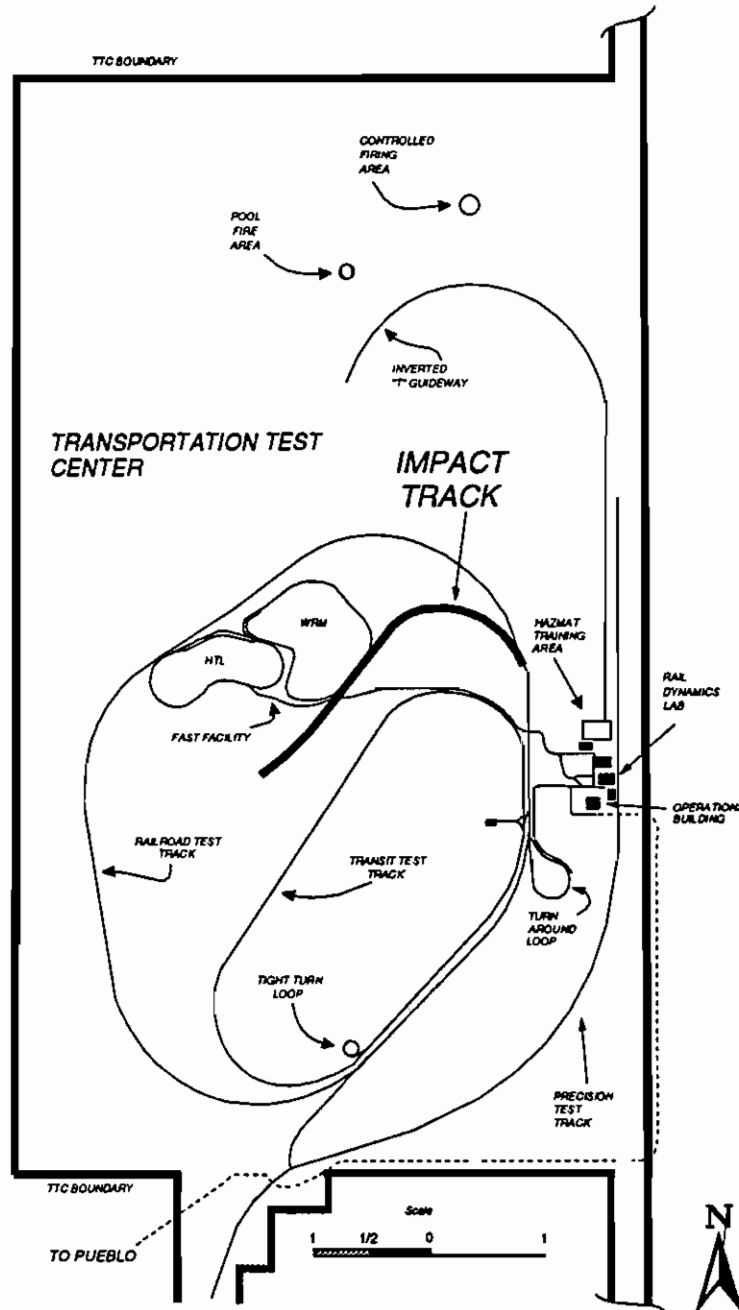 TTC BOUNDARY
CONTROLLED
FIRING
AREA
POOL
FIRE
AREA
INVERTED
"T" GUIDEWAY
TRANSPORTATION TEST
CENTER
IMPACT
TRACK
WRM
HTL
HAZMAT
TRAINING
AREA
RAIL
DYNAMICS
LAB
FAST FACILITY
OPERATION
BUILDING
RAILROAD TEST
TRACK
TRANSIT TEST
TRACK
TURN
AROUND
LOOP
TIGHT TURN
LOOP
PRECISION
TEST
TRACK
TTC BOUNDARY
TO PUEBLO
Scale
1 1/2 0 1
N